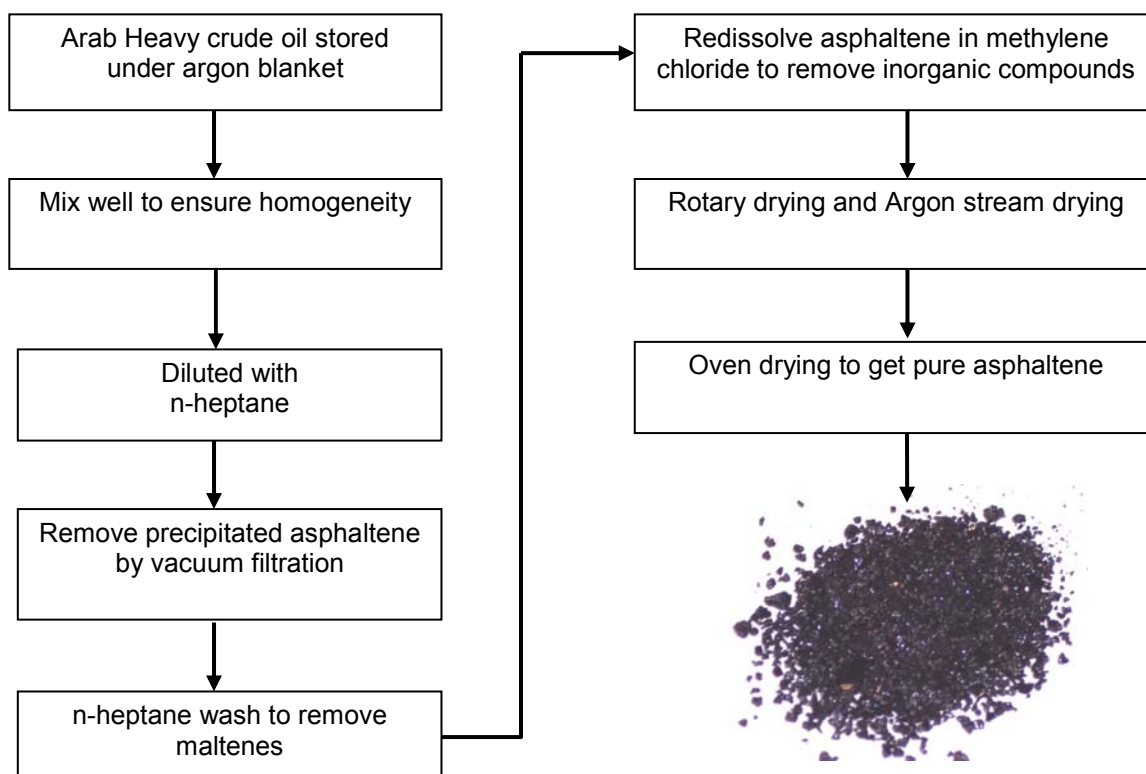 Arab Heavy crude oil stored
under argon blanket
Mix well to ensure homogeneity
Diluted with
n-heptane
Remove precipitated asphaltene
by vacuum filtration
n-heptane wash to remove
maltenes
Redissolve asphaltene in methylene
chloride to remove inorganic compounds
Rotary drying and Argon stream drying
Oven drying to get pure asphaltene